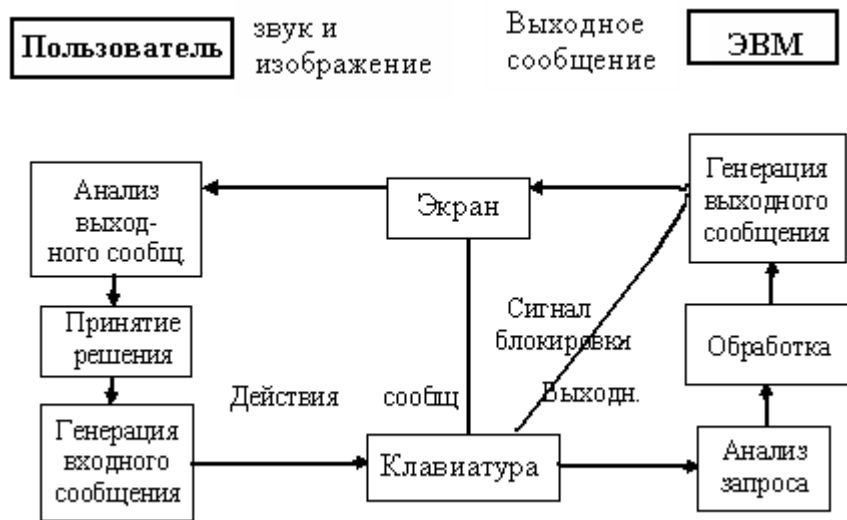 Пользователь
звук и
изображение
Выходное
сообщение
ЭВМ
Анализ
выход-
ного сообщ.
Экран
Генерация
выходного
сообщения
Принятие
решения
Сигнал
блокировки
Обработка
Действия
сообщ
Выходн.
Генерация
входного
сообщения
Клавиатура
Анализ
запроса